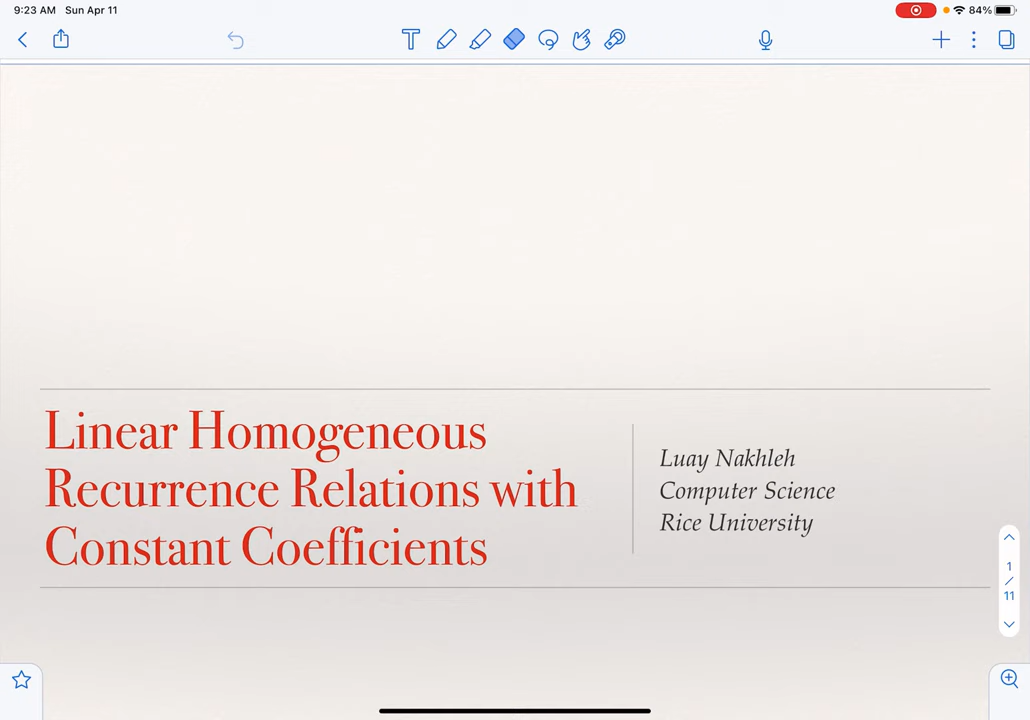 9:23 AM Sun Apr 11
84%
Linear Homogeneous
Recurrence Relations with
Constant Coefficients
Luay Nakhleh
Computer Science
Rice University
1
/
11